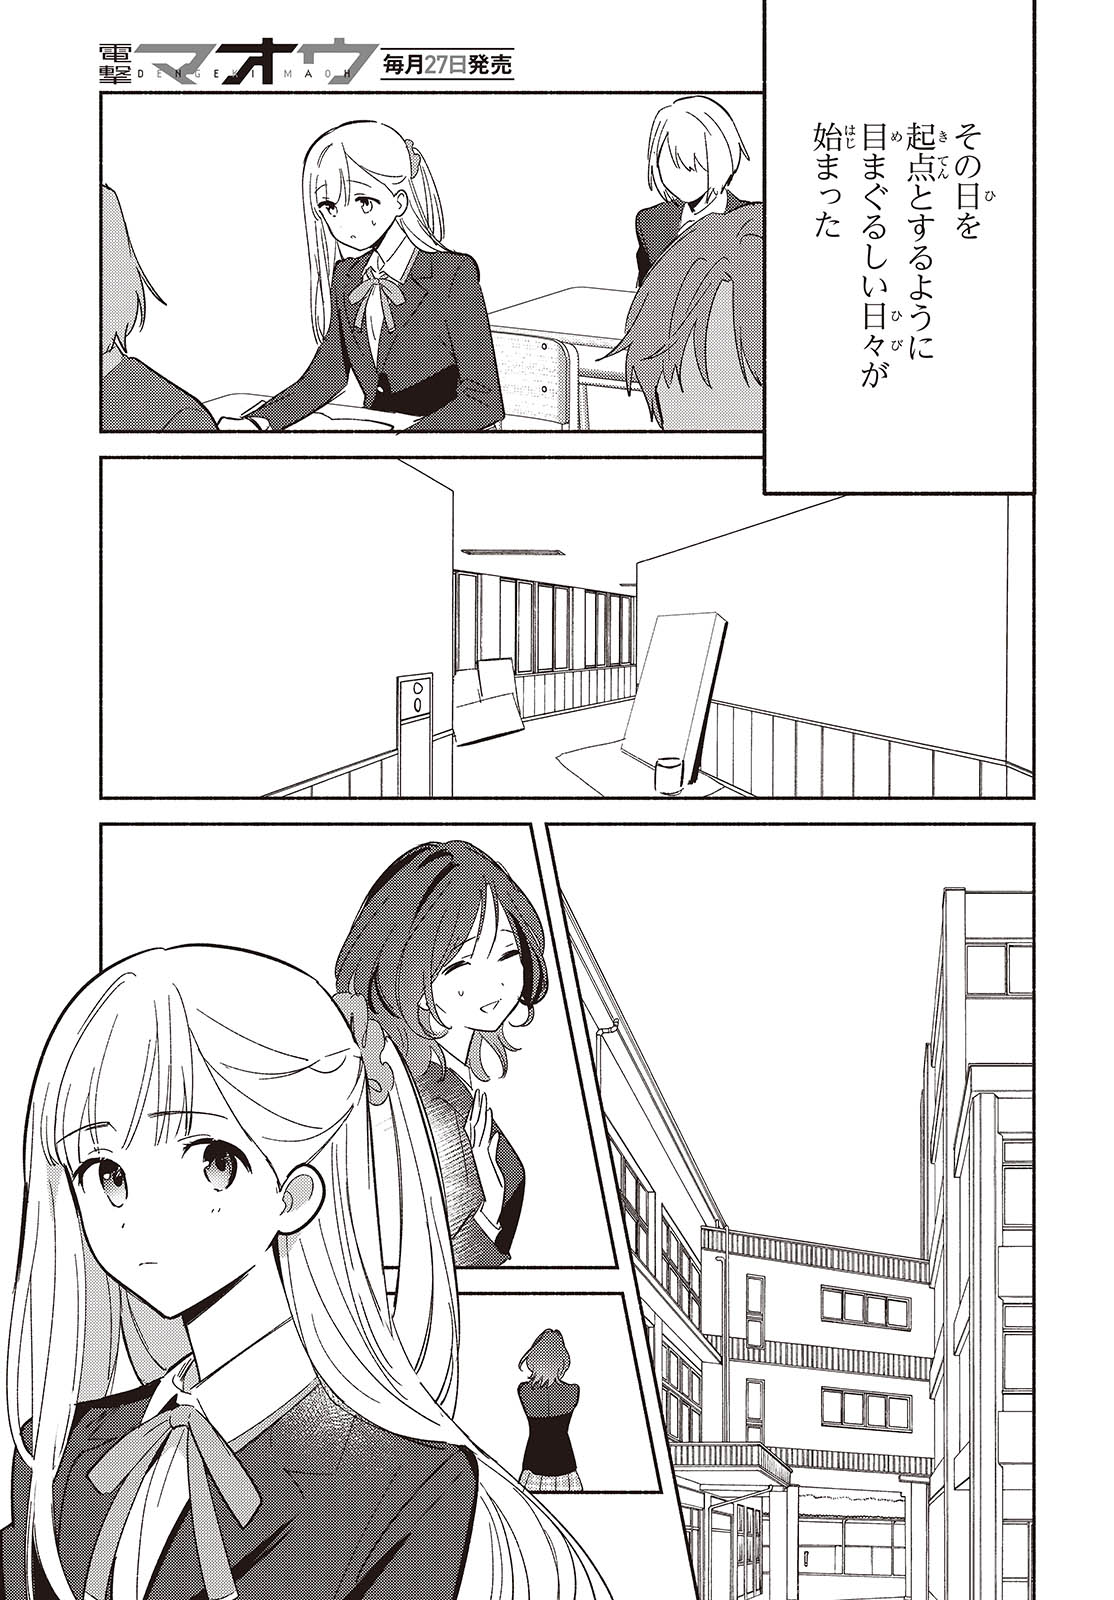 電撃マオウ
DENGEKI MAOH
毎月27日発売
その日を
起点とするように
目まぐるしい日々が
始まった